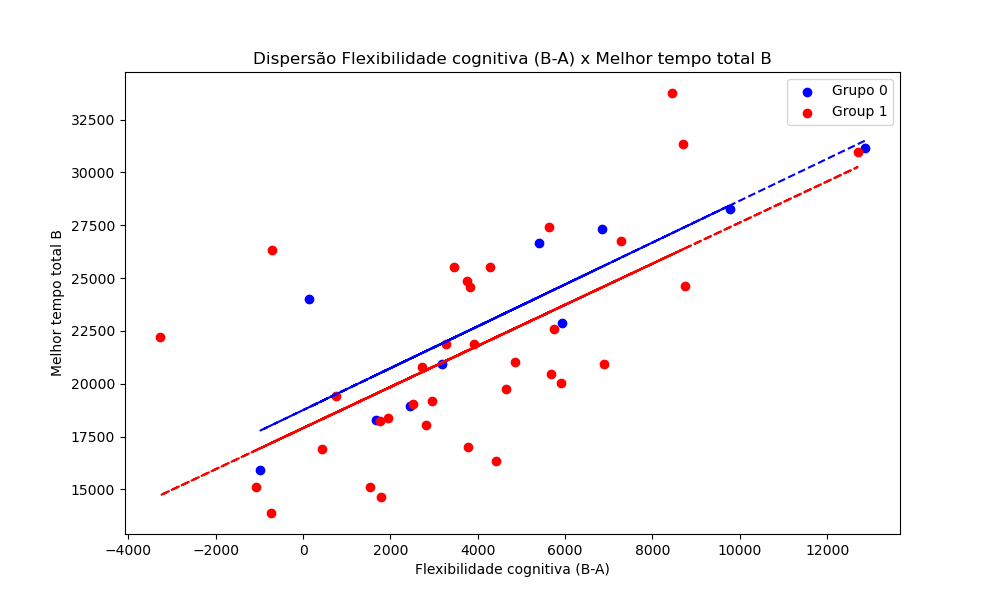 Dispersão Flexibilidade cognitiva (B-A) x Melhor tempo total B
Grupo 0
Group 1
Melhor tempo total B
32500
30000
27500
25000
22500
20000
17500
15000
−4000 −2000 0 2000 4000 6000 8000 10000 12000
Flexibilidade cognitiva (B-A)